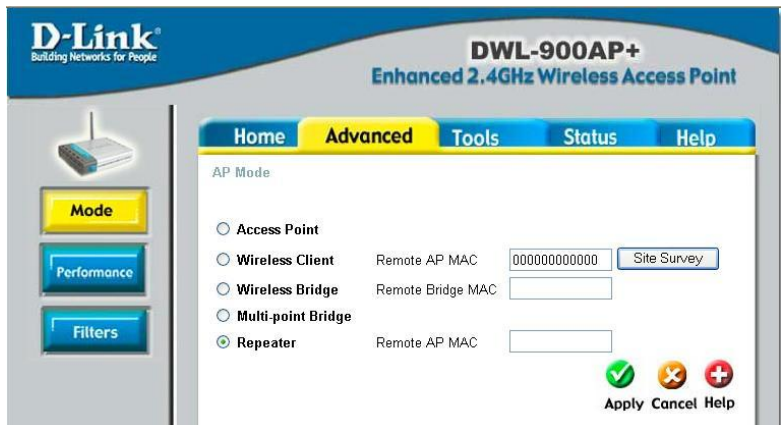 D-Link®
Building Networks for People
DWL-900AP+
Enhanced 2.4GHz Wireless Access Point
Home Advanced Tools Status Help
AP Mode
Mode
Performance
Filters
Access Point
Wireless Client Remote AP MAC 000000000000 Site Survey
Wireless Bridge Remote Bridge MAC
Multi-point Bridge
Repeater Remote AP MAC
Apply Cancel Help